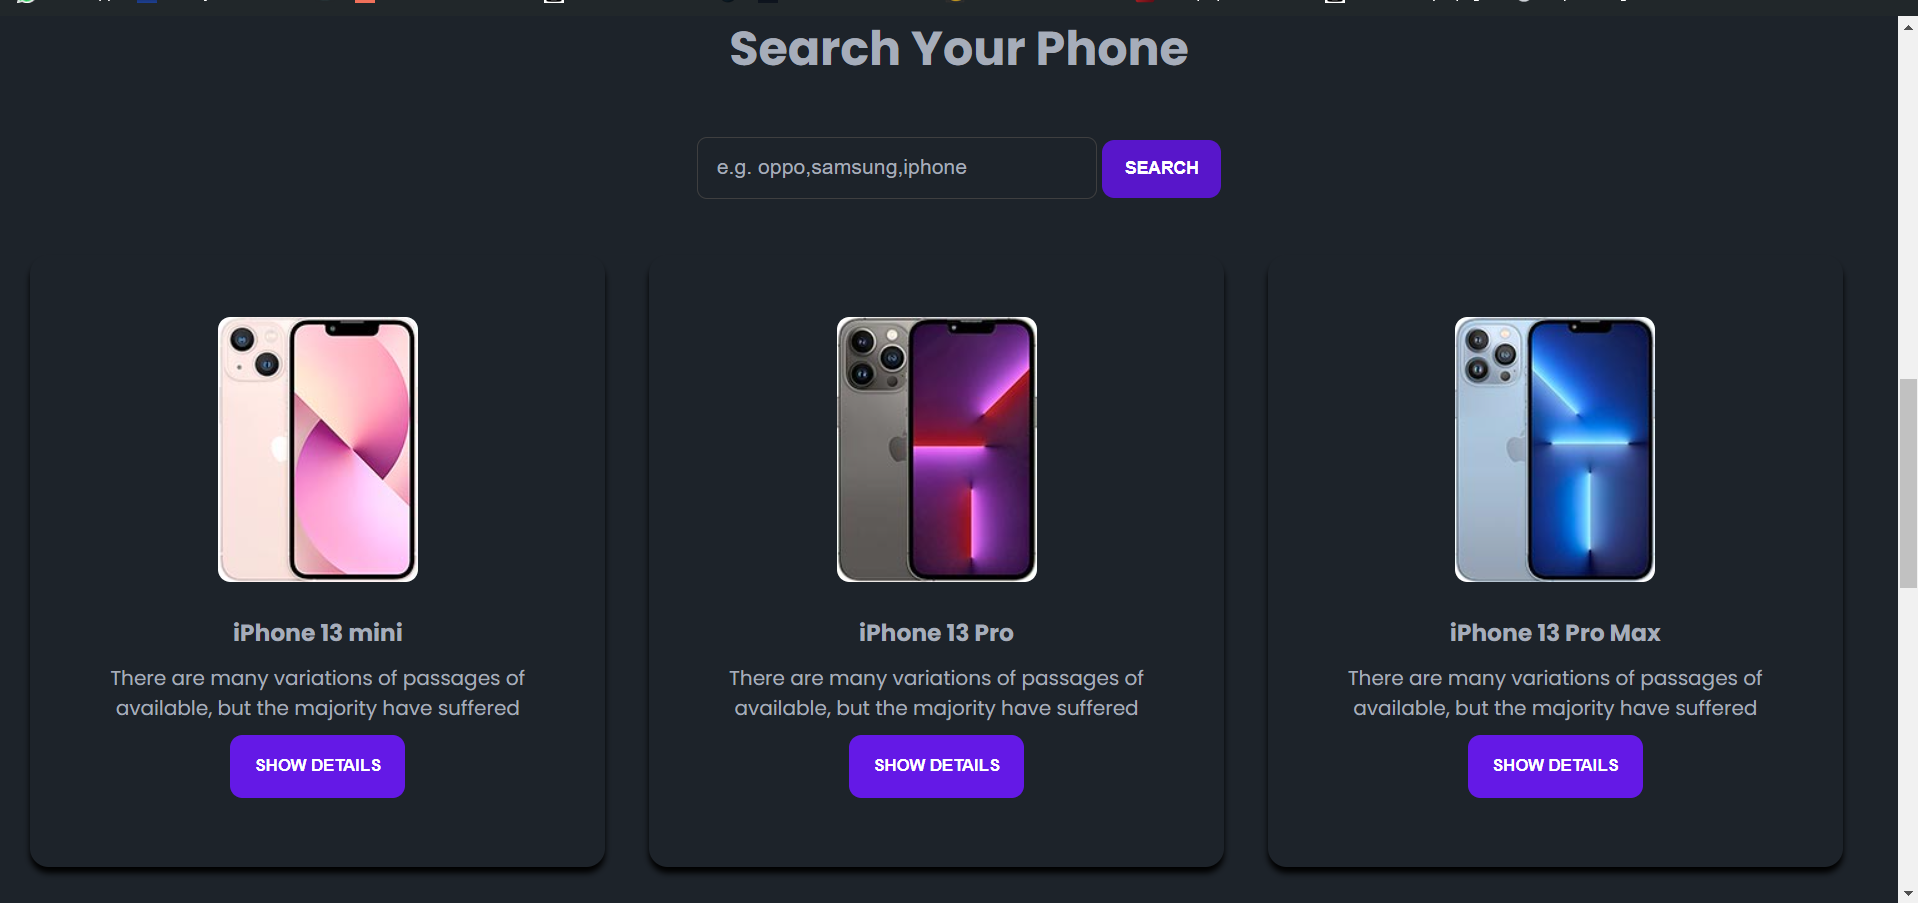 Search Your Phone
e.g. oppo,samsung,iphone
SEARCH
iPhone 13 mini
There are many variations of passages of
available, but the majority have suffered
SHOW DETAILS
iPhone 13 Pro
There are many variations of passages of
available, but the majority have suffered
SHOW DETAILS
iPhone 13 Pro Max
There are many variations of passages of
available, but the majority have suffered
SHOW DETAILS